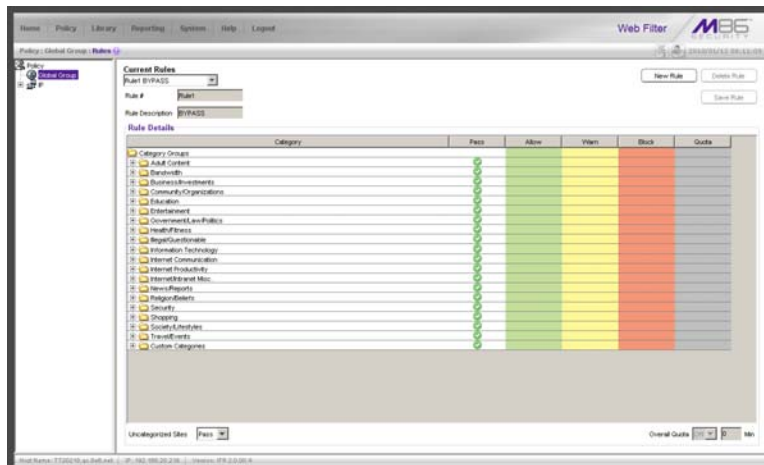 Home Policy Library Reporting System Help Logout
Web Filter M86 SECURITY
Policy : Global Group : Rules
Policy
Global Group
IP
Current Rules
Rule1 BYPASS
New Rule Delete Rule
Rule # Rule1
Save Rule
Rule Description BYPASS
Rule Details
Category Pass Allow Warn Block Quota
Category Groups
Adult Content
Bandwidth
Business/Investments
Community/Organizations
Education
Entertainment
Government/Law/Politics
Health/Fitness
Illegal/Questionable
Information Technology
Internet Communication
Internet Productivity
Internet/Intranet Misc.
News/Reports
Religion/Beliefs
Security
Shopping
Society/Lifestyles
Travel/Events
Custom Categories
Uncategorized Sites Pass
Overall Quota 0 Min
Host Name: